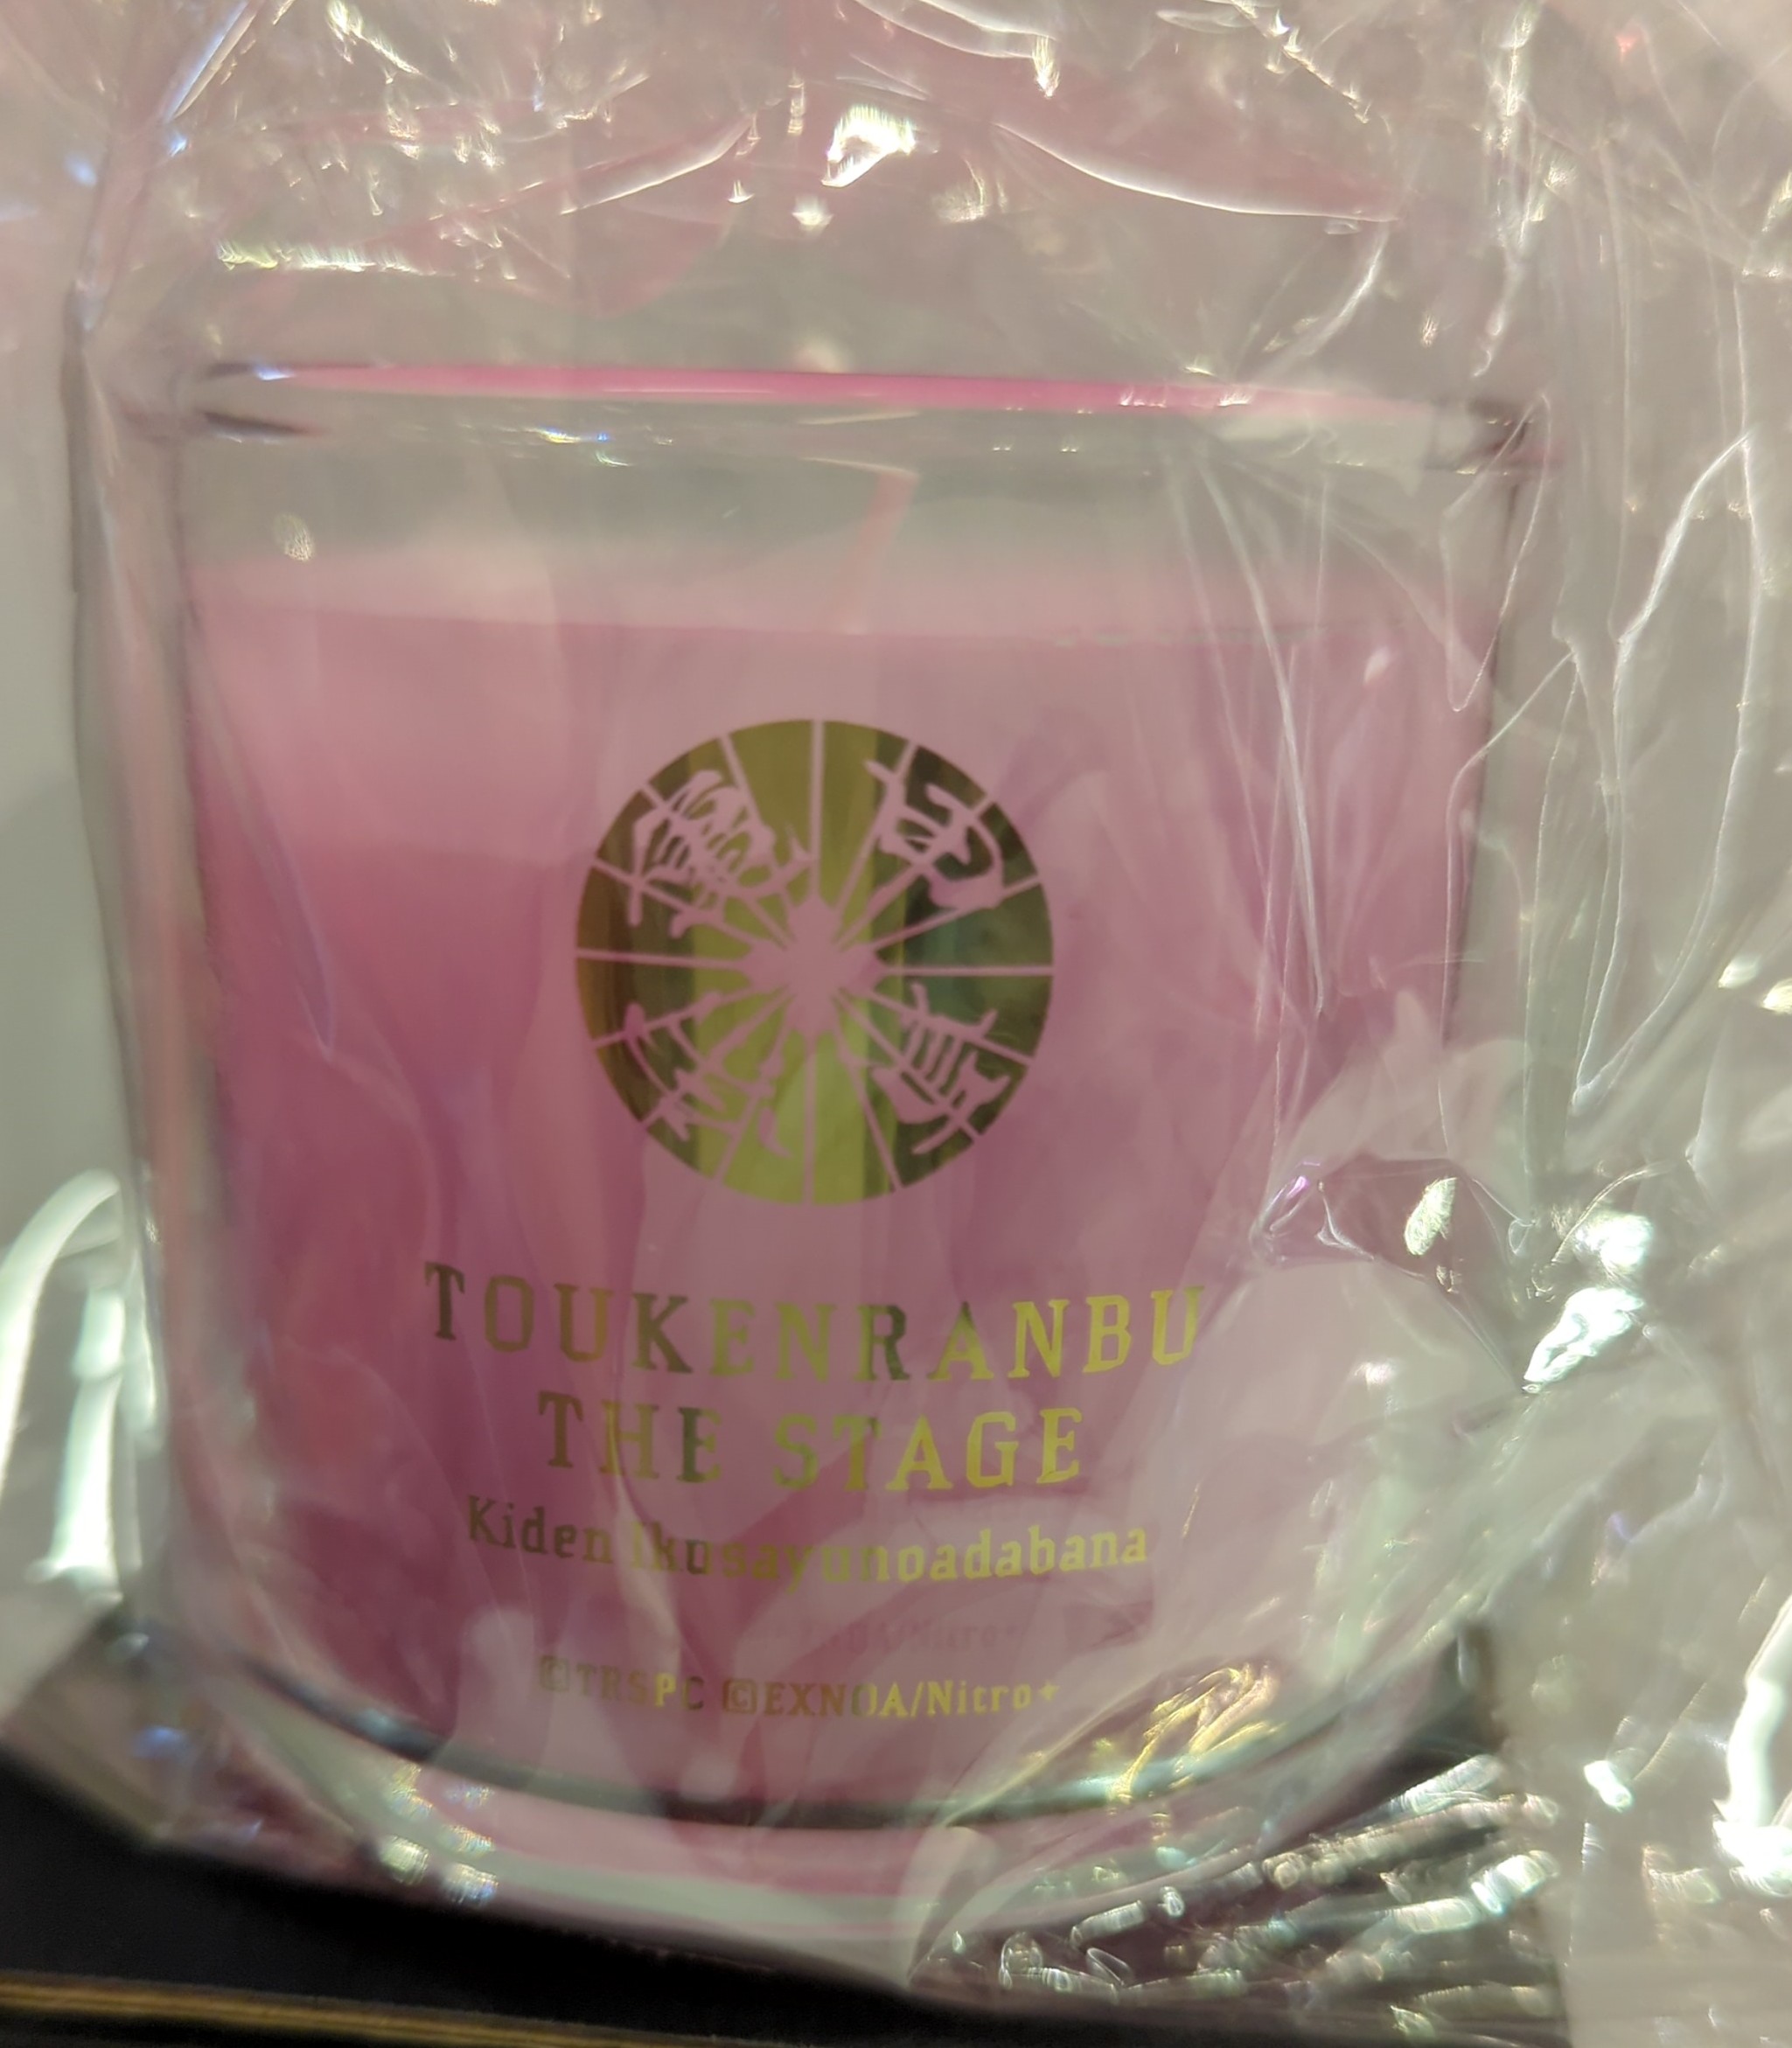 TOUKENRANBU
THE STAGE
Kiden Ikusayunoadabana
©TRSPC ©EXNOA/Nitro+